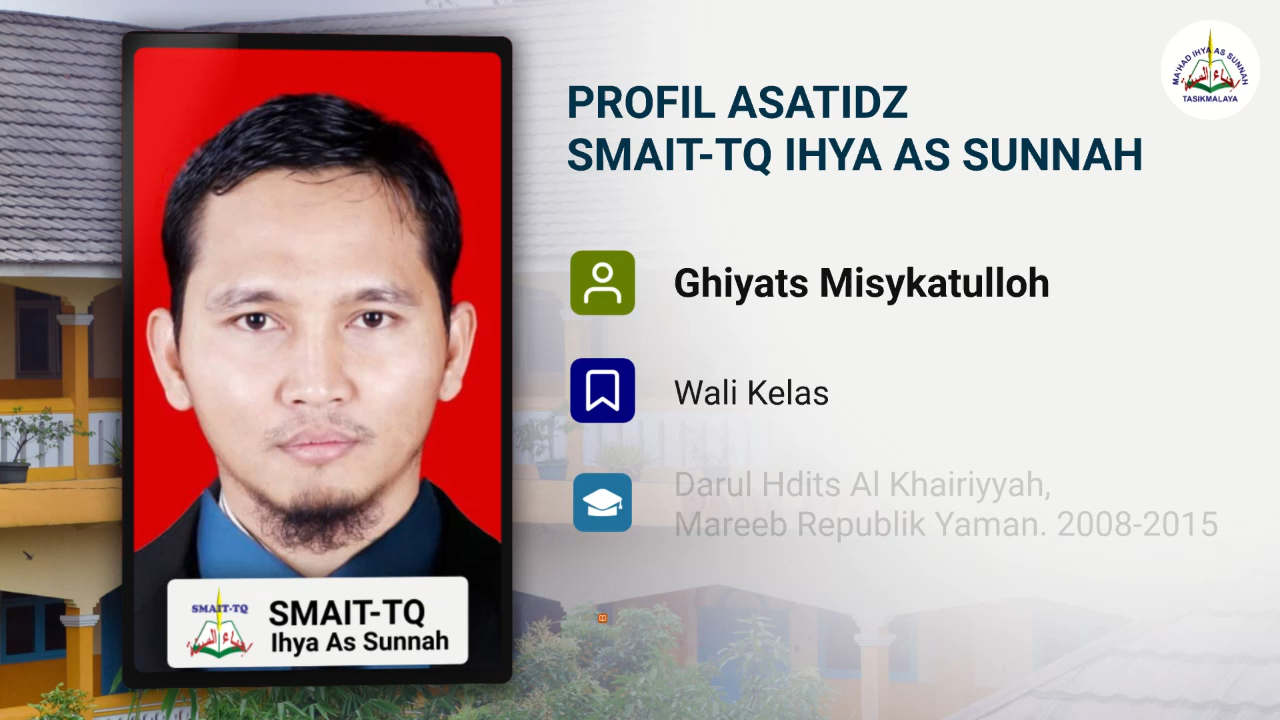 PROFIL ASATIDZ
SMAIT-TQ IHYA AS SUNNAH
Ghiyats Misykatulloh
Wali Kelas
Darul Hdits Al Khairiyyah,
Mareeb Republik Yaman. 2008-2015
SMAIT-TQ
SMAIT-TQ
Ihya As Sunnah
MA'HAD IHYA AS SUNNAH
TASIKMALAYA